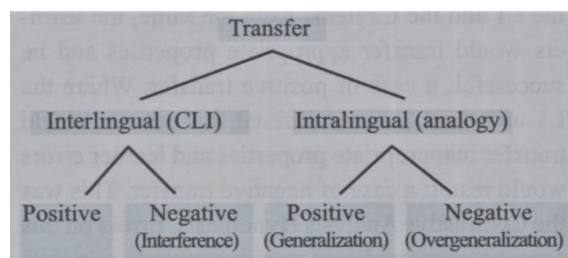 Transfer
Interlingual (CLI) Intralingual (analogy)
Positive Negative Positive Negative
(Interference) (Generalization) (Overgeneralization)